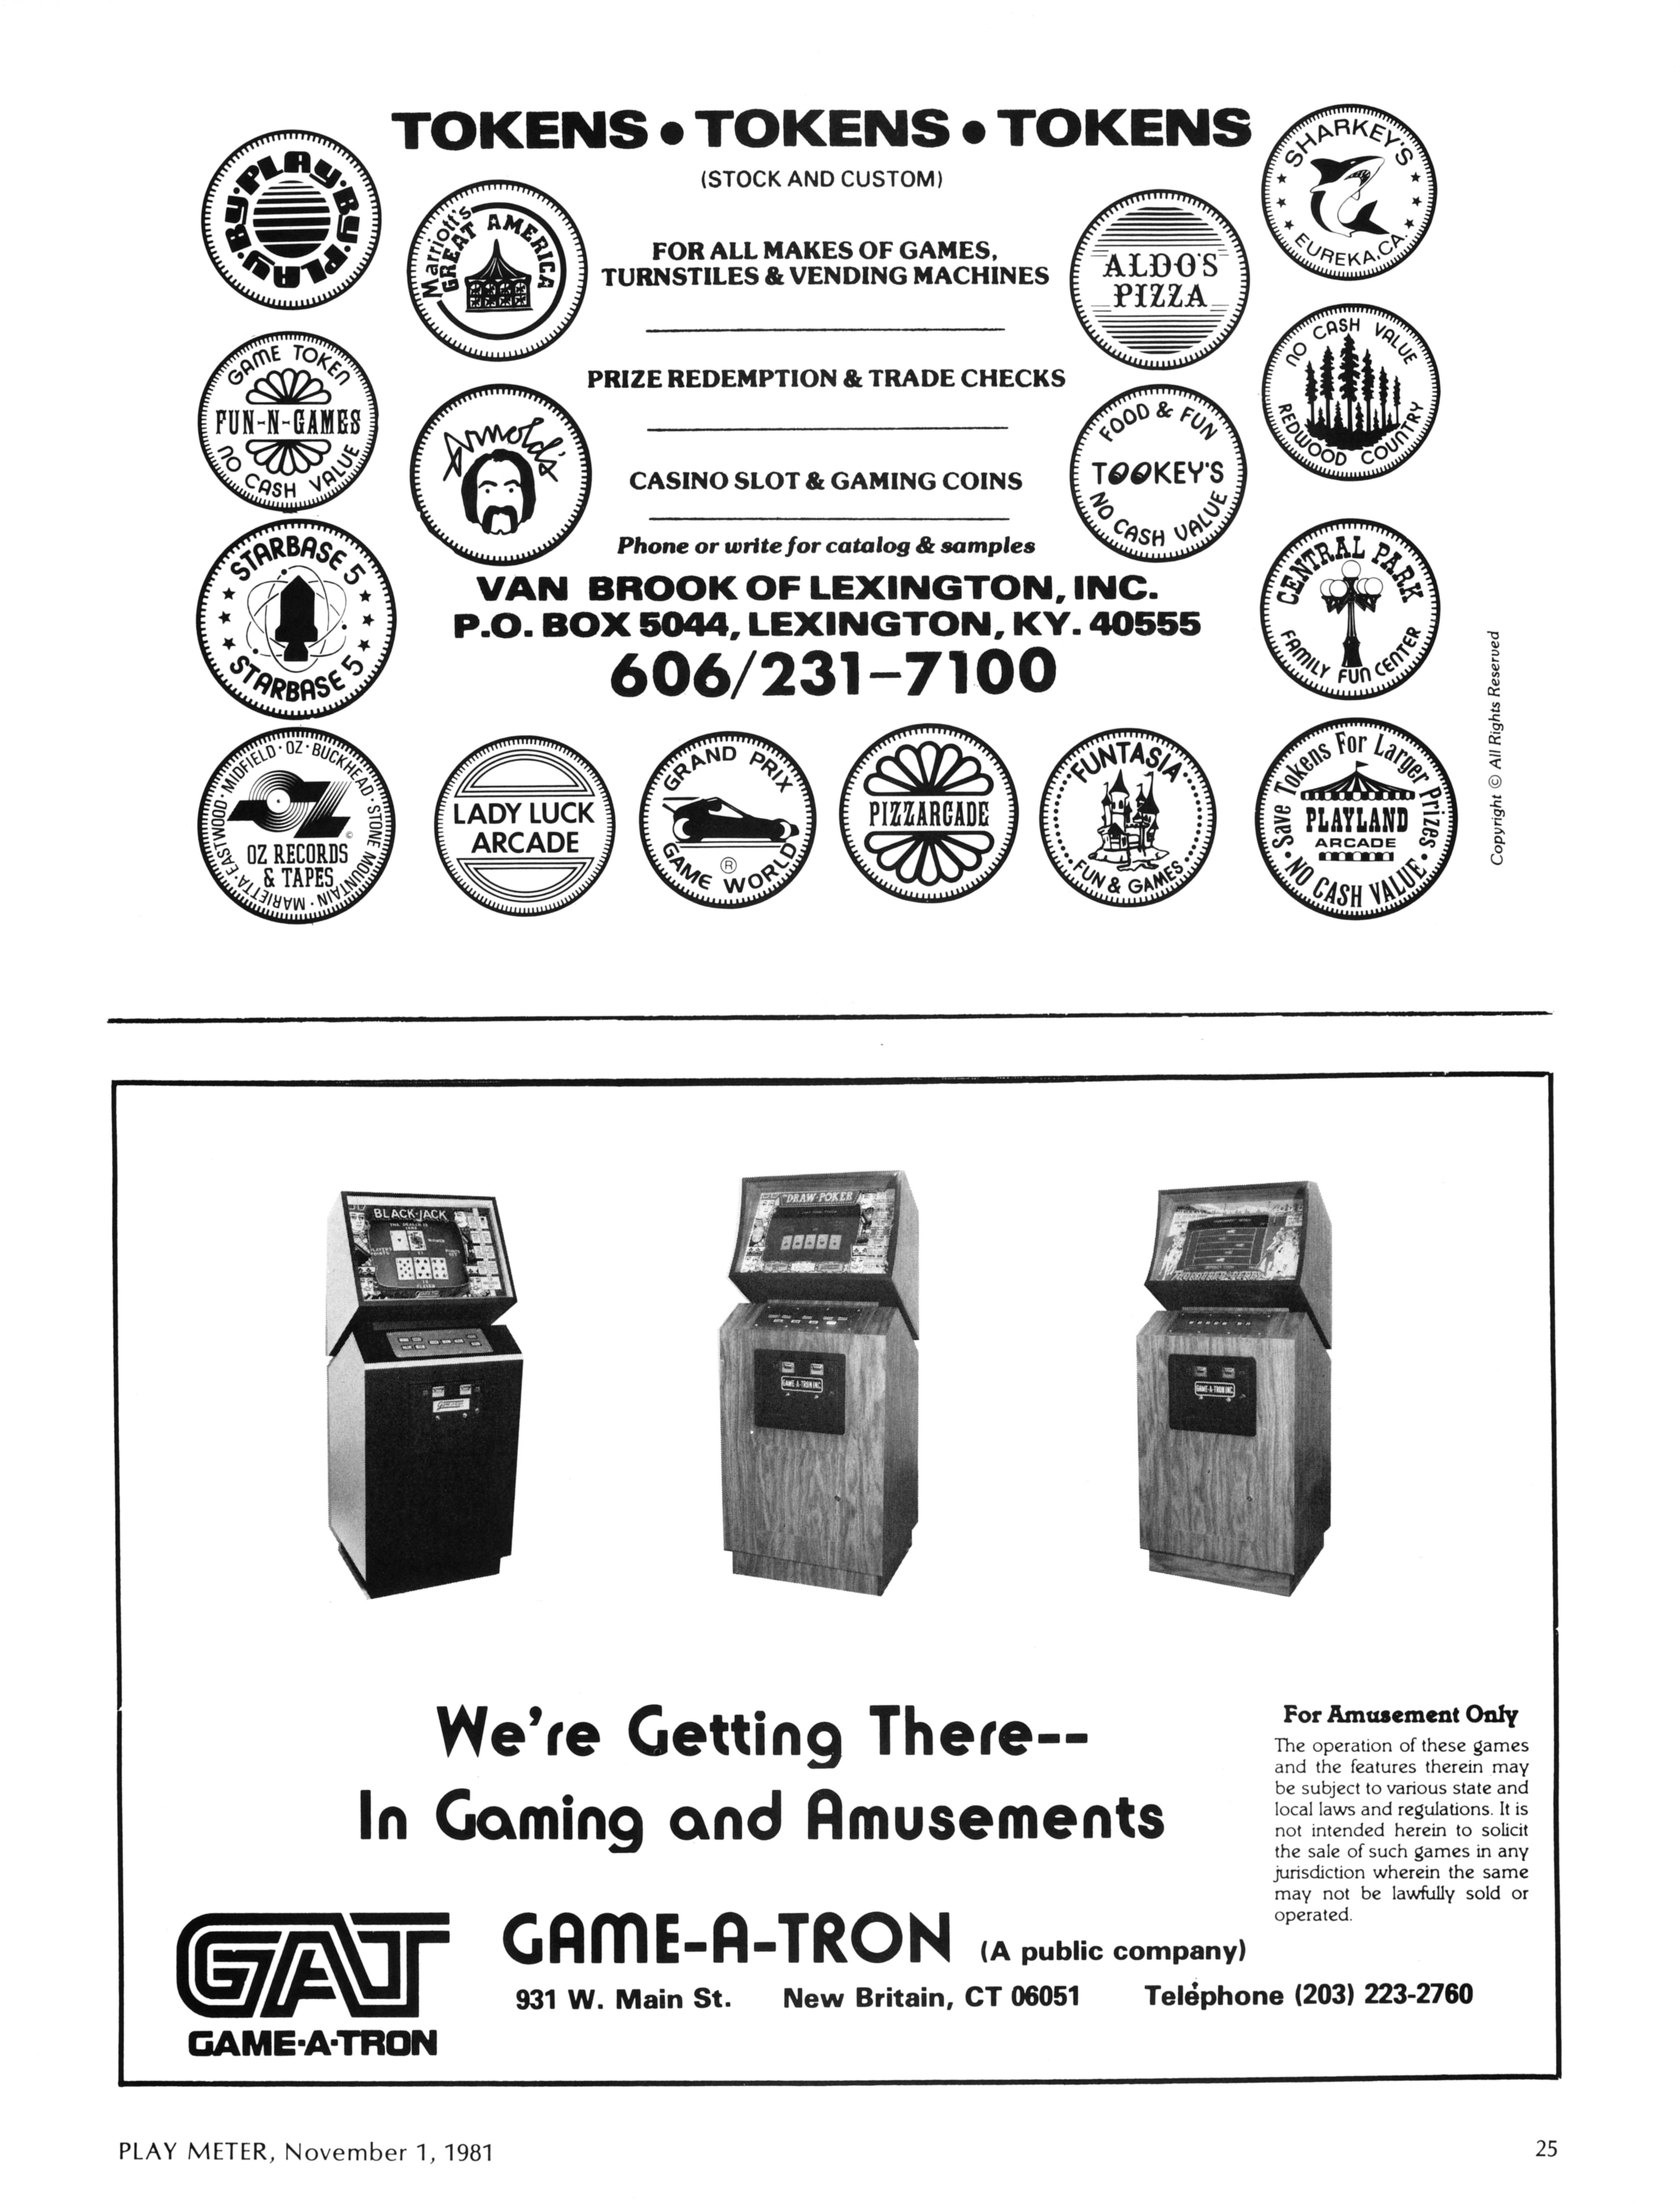 TOKENS • TOKENS • TOKENS
(STOCK AND CUSTOM)
FOR ALL MAKES OF GAMES,
TURNSTILES & VENDING MACHINES
PRIZE REDEMPTION & TRADE CHECKS
CASINO SLOT & GAMING COINS
Phone or write for catalog & samples
VAN BROOK OF LEXINGTON, INC.
P.O. BOX 5044, LEXINGTON, KY. 40555
606/231-7100
PLAY·BY·PLAY·BY·
Marriott's
GREAT AMERICA
ALDO'S
PIZZA
SHARKEY'S
EUREKA, CA.
GAME TOKEN
FUN-N-GAMES
NO CASH VALUE
Arnold's
FOOD & FUN
TOOKEY'S
NO CASH VALUE
NO CASH VALUE
REDWOOD COUNTRY
STARBASE 5
STARBASE 5
CENTRAL PARK
FAMILY FUN CENTER
EASTWOOD · MIDFIELD · OZ · BUCKHEAD · STONE MOUNTAIN · MARIETTA ·
OZ
©
OZ RECORDS
& TAPES
LADY LUCK
ARCADE
GRAND PRIX
®
GAME WORLD
PIZZARCADE
FUNTASIA
FUN & GAMES
Save Tokens For Larger Prizes
PLAYLAND
ARCADE
• NO CASH VALUE •
Copyright © All Rights Reserved
BLACK-JACK
DRAW-POKER
GAME-A-TRON INC.
GAME-A-TRON INC.
We're Getting There--
In Gaming and Amusements
For Amusement Only
The operation of these games
and the features therein may
be subject to various state and
local laws and regulations. It is
not intended herein to solicit
the sale of such games in any
jurisdiction wherein the same
may not be lawfully sold or
operated.
GAT
GAME·A·TRON
GAME-A-TRON (A public company)
931 W. Main St. New Britain, CT 06051 Telephone (203) 223-2760
PLAY METER, November 1, 1981
25